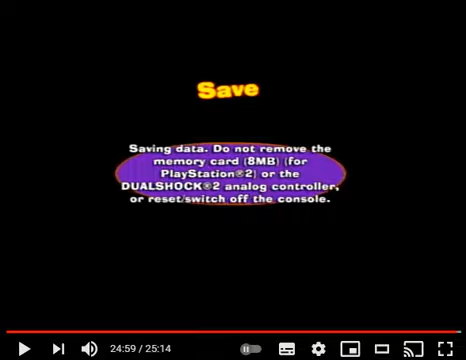 Save
Saving data. Do not remove the
memory card (8MB) (for
PlayStation®2) or the
DUALSHOCK®2 analog controller,
or reset/switch off the console.
24:59 / 25:14